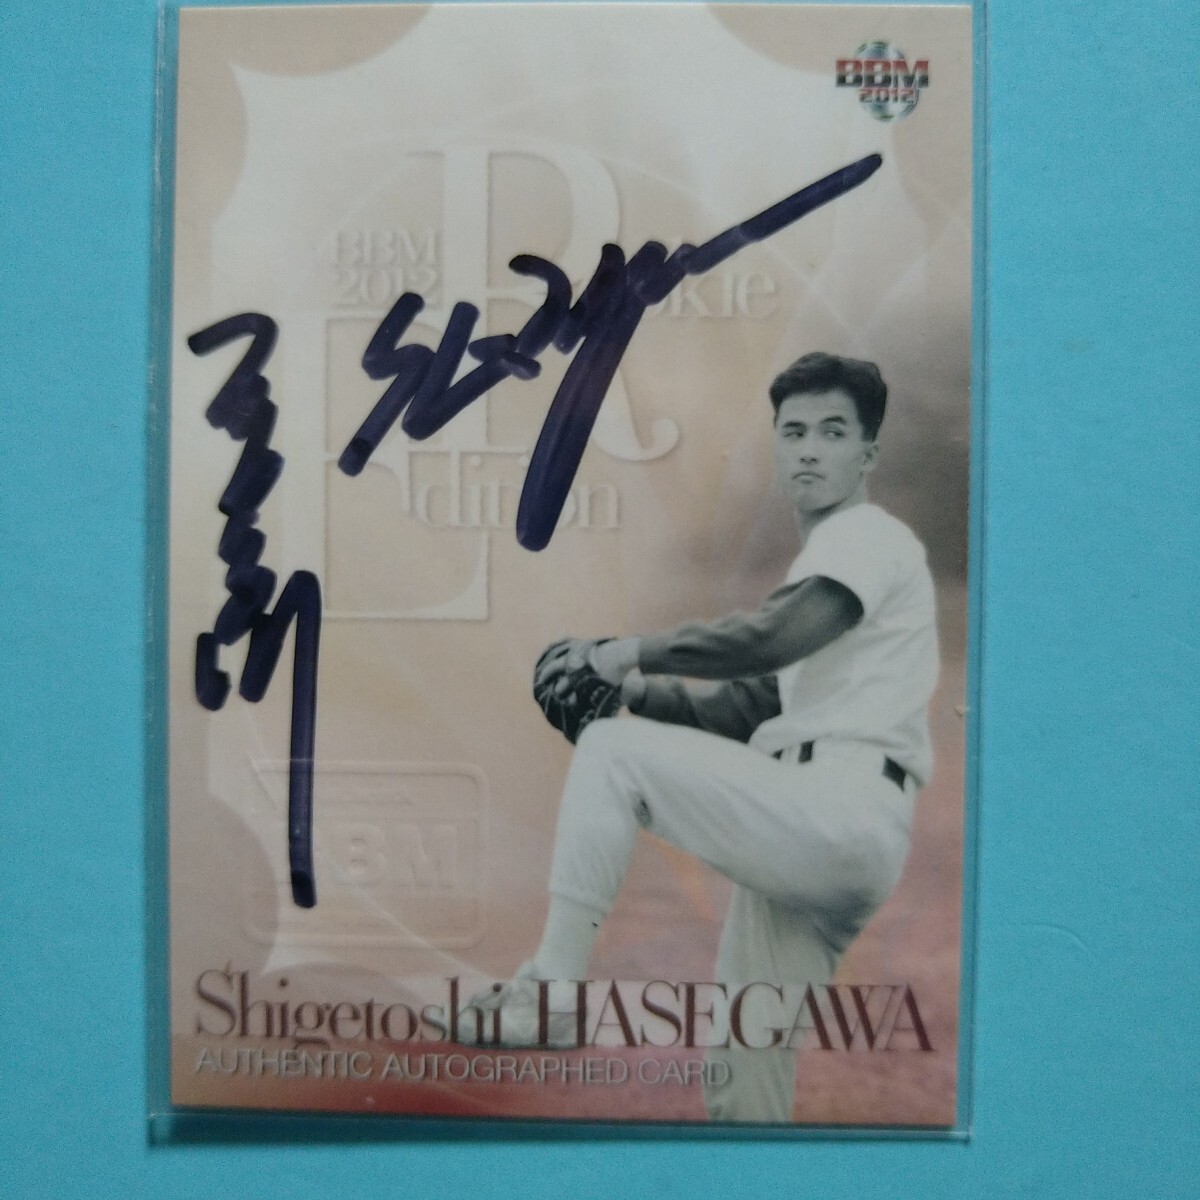 BBM
2012
BBM
2012
Rookie
Edition
BBM
Shigetoshi HASEGAWA
AUTHENTIC AUTOGRAPHED CARD